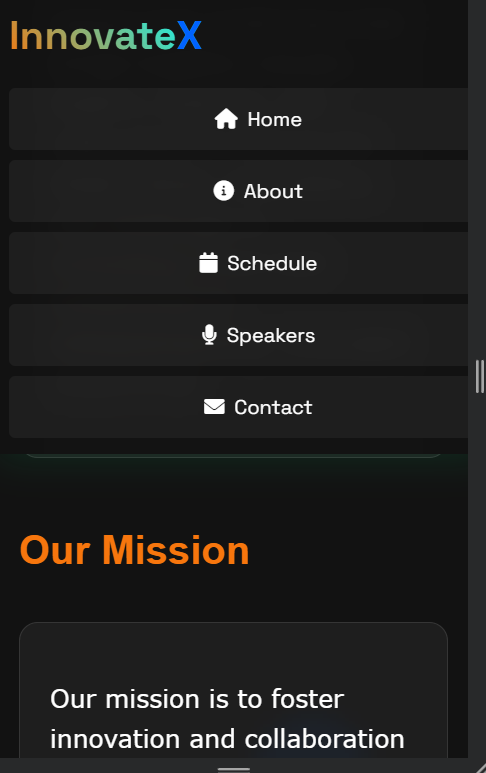 InnovateX
Home
About
Schedule
Speakers
Contact
Our Mission
Our mission is to foster
innovation and collaboration